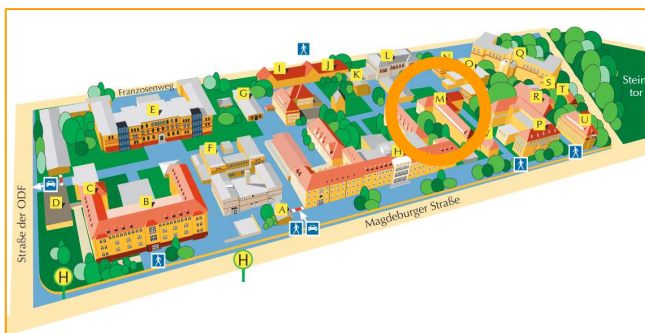 Franzosenweg
Straße der ODF
Magdeburger Straße
Stein
tor
A
B
C
D
E
F
G
H
I
J
K
L
M
N
O
P
Q
R
S
T
U
H
H